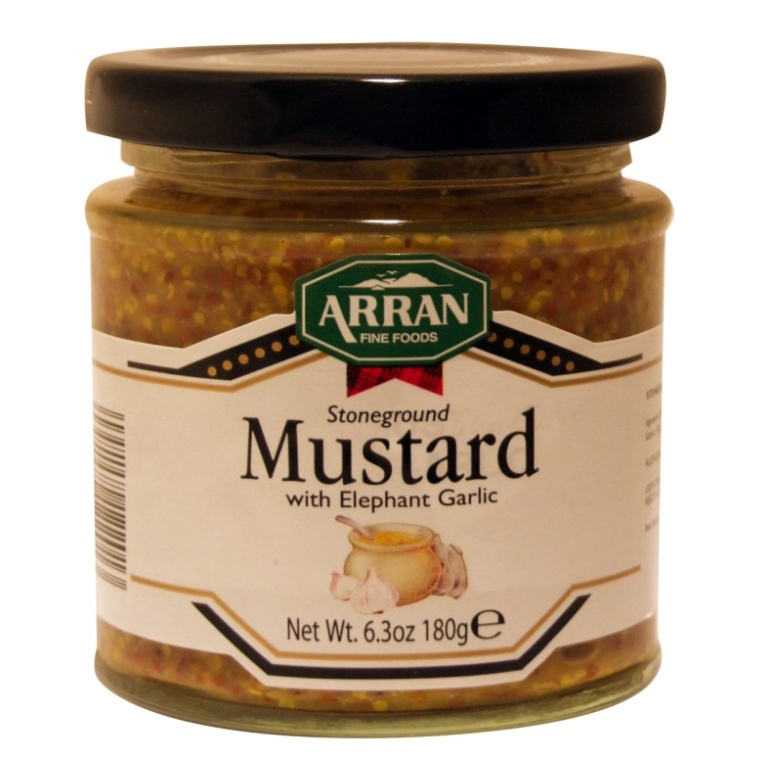 ARRAN
FINE FOODS
Stoneground
Mustard
with Elephant Garlic
Net Wt. 6.3oz 180g℮